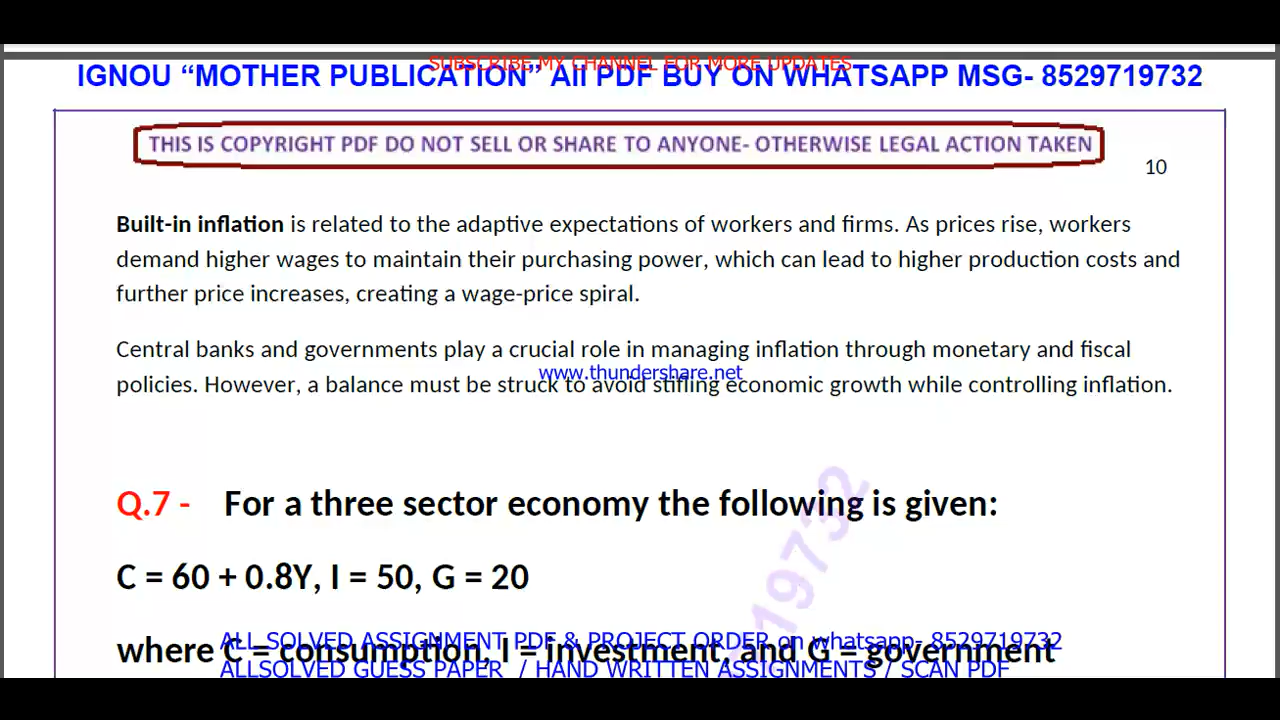 SUBSCRIBE MY CHANNEL FOR MORE UPDATES
IGNOU “MOTHER PUBLICATION” All PDF BUY ON WHATSAPP MSG- 8529719732
THIS IS COPYRIGHT PDF DO NOT SELL OR SHARE TO ANYONE- OTHERWISE LEGAL ACTION TAKEN
10
Built-in inflation is related to the adaptive expectations of workers and firms. As prices rise, workers
demand higher wages to maintain their purchasing power, which can lead to higher production costs and
further price increases, creating a wage-price spiral.
Central banks and governments play a crucial role in managing inflation through monetary and fiscal
www.thundershare.net
policies. However, a balance must be struck to avoid stifling economic growth while controlling inflation.
19732
Q.7 - For a three sector economy the following is given:
C = 60 + 0.8Y, I = 50, G = 20
ALL SOLVED ASSIGNMENT PDF & PROJECT ORDER on whatsapp- 8529719732
where C = consumption, I = investment, and G = government
ALLSOLVED GUESS PAPER / HAND WRITTEN ASSIGNMENTS / SCAN PDF